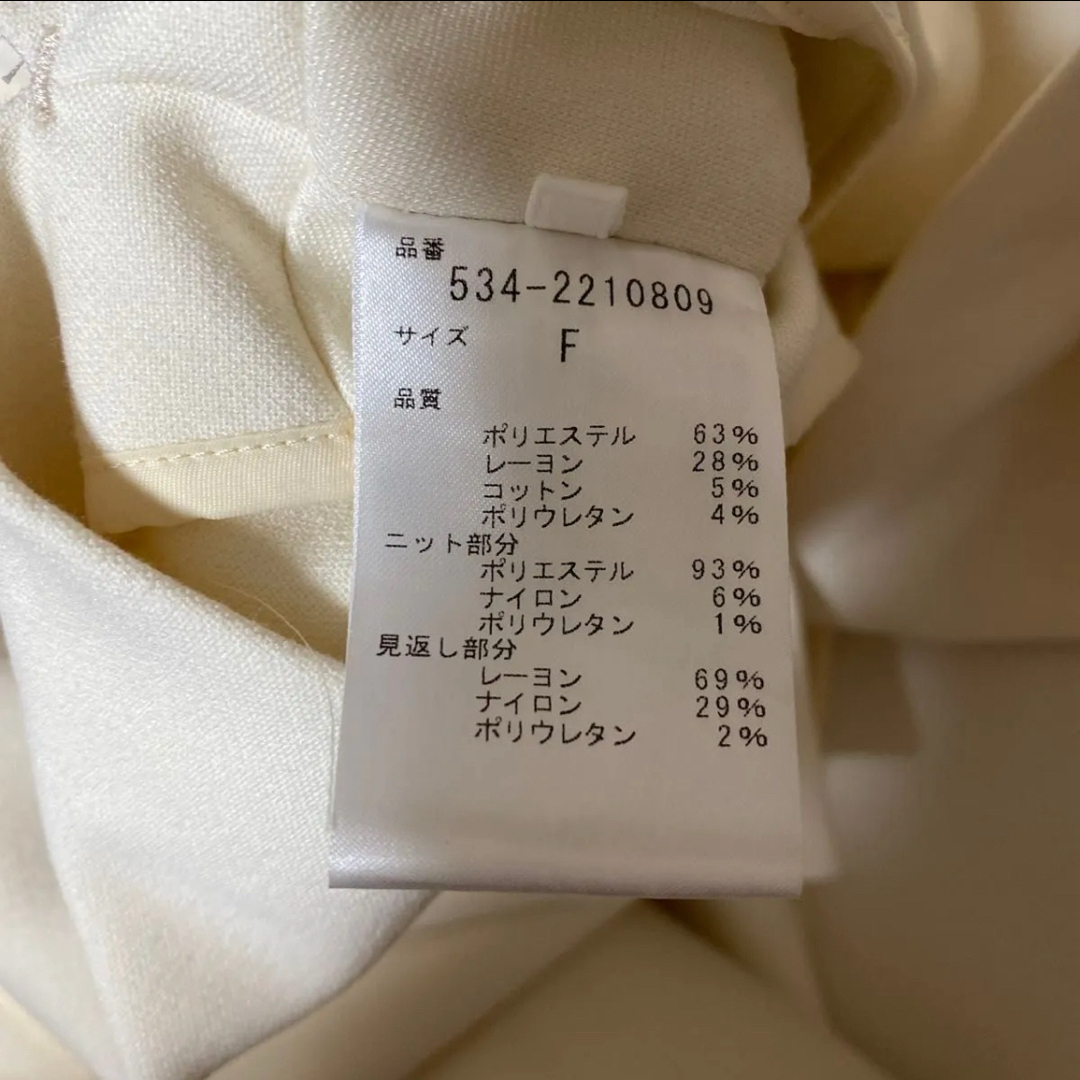 品番
534-2210809
サイズ F
品質
ポリエステル 63%
レーヨン 28%
コットン 5%
ポリウレタン 4%
ニット部分
ポリエステル 93%
ナイロン 6%
ポリウレタン 1%
見返し部分
レーヨン 69%
ナイロン 29%
ポリウレタン 2%